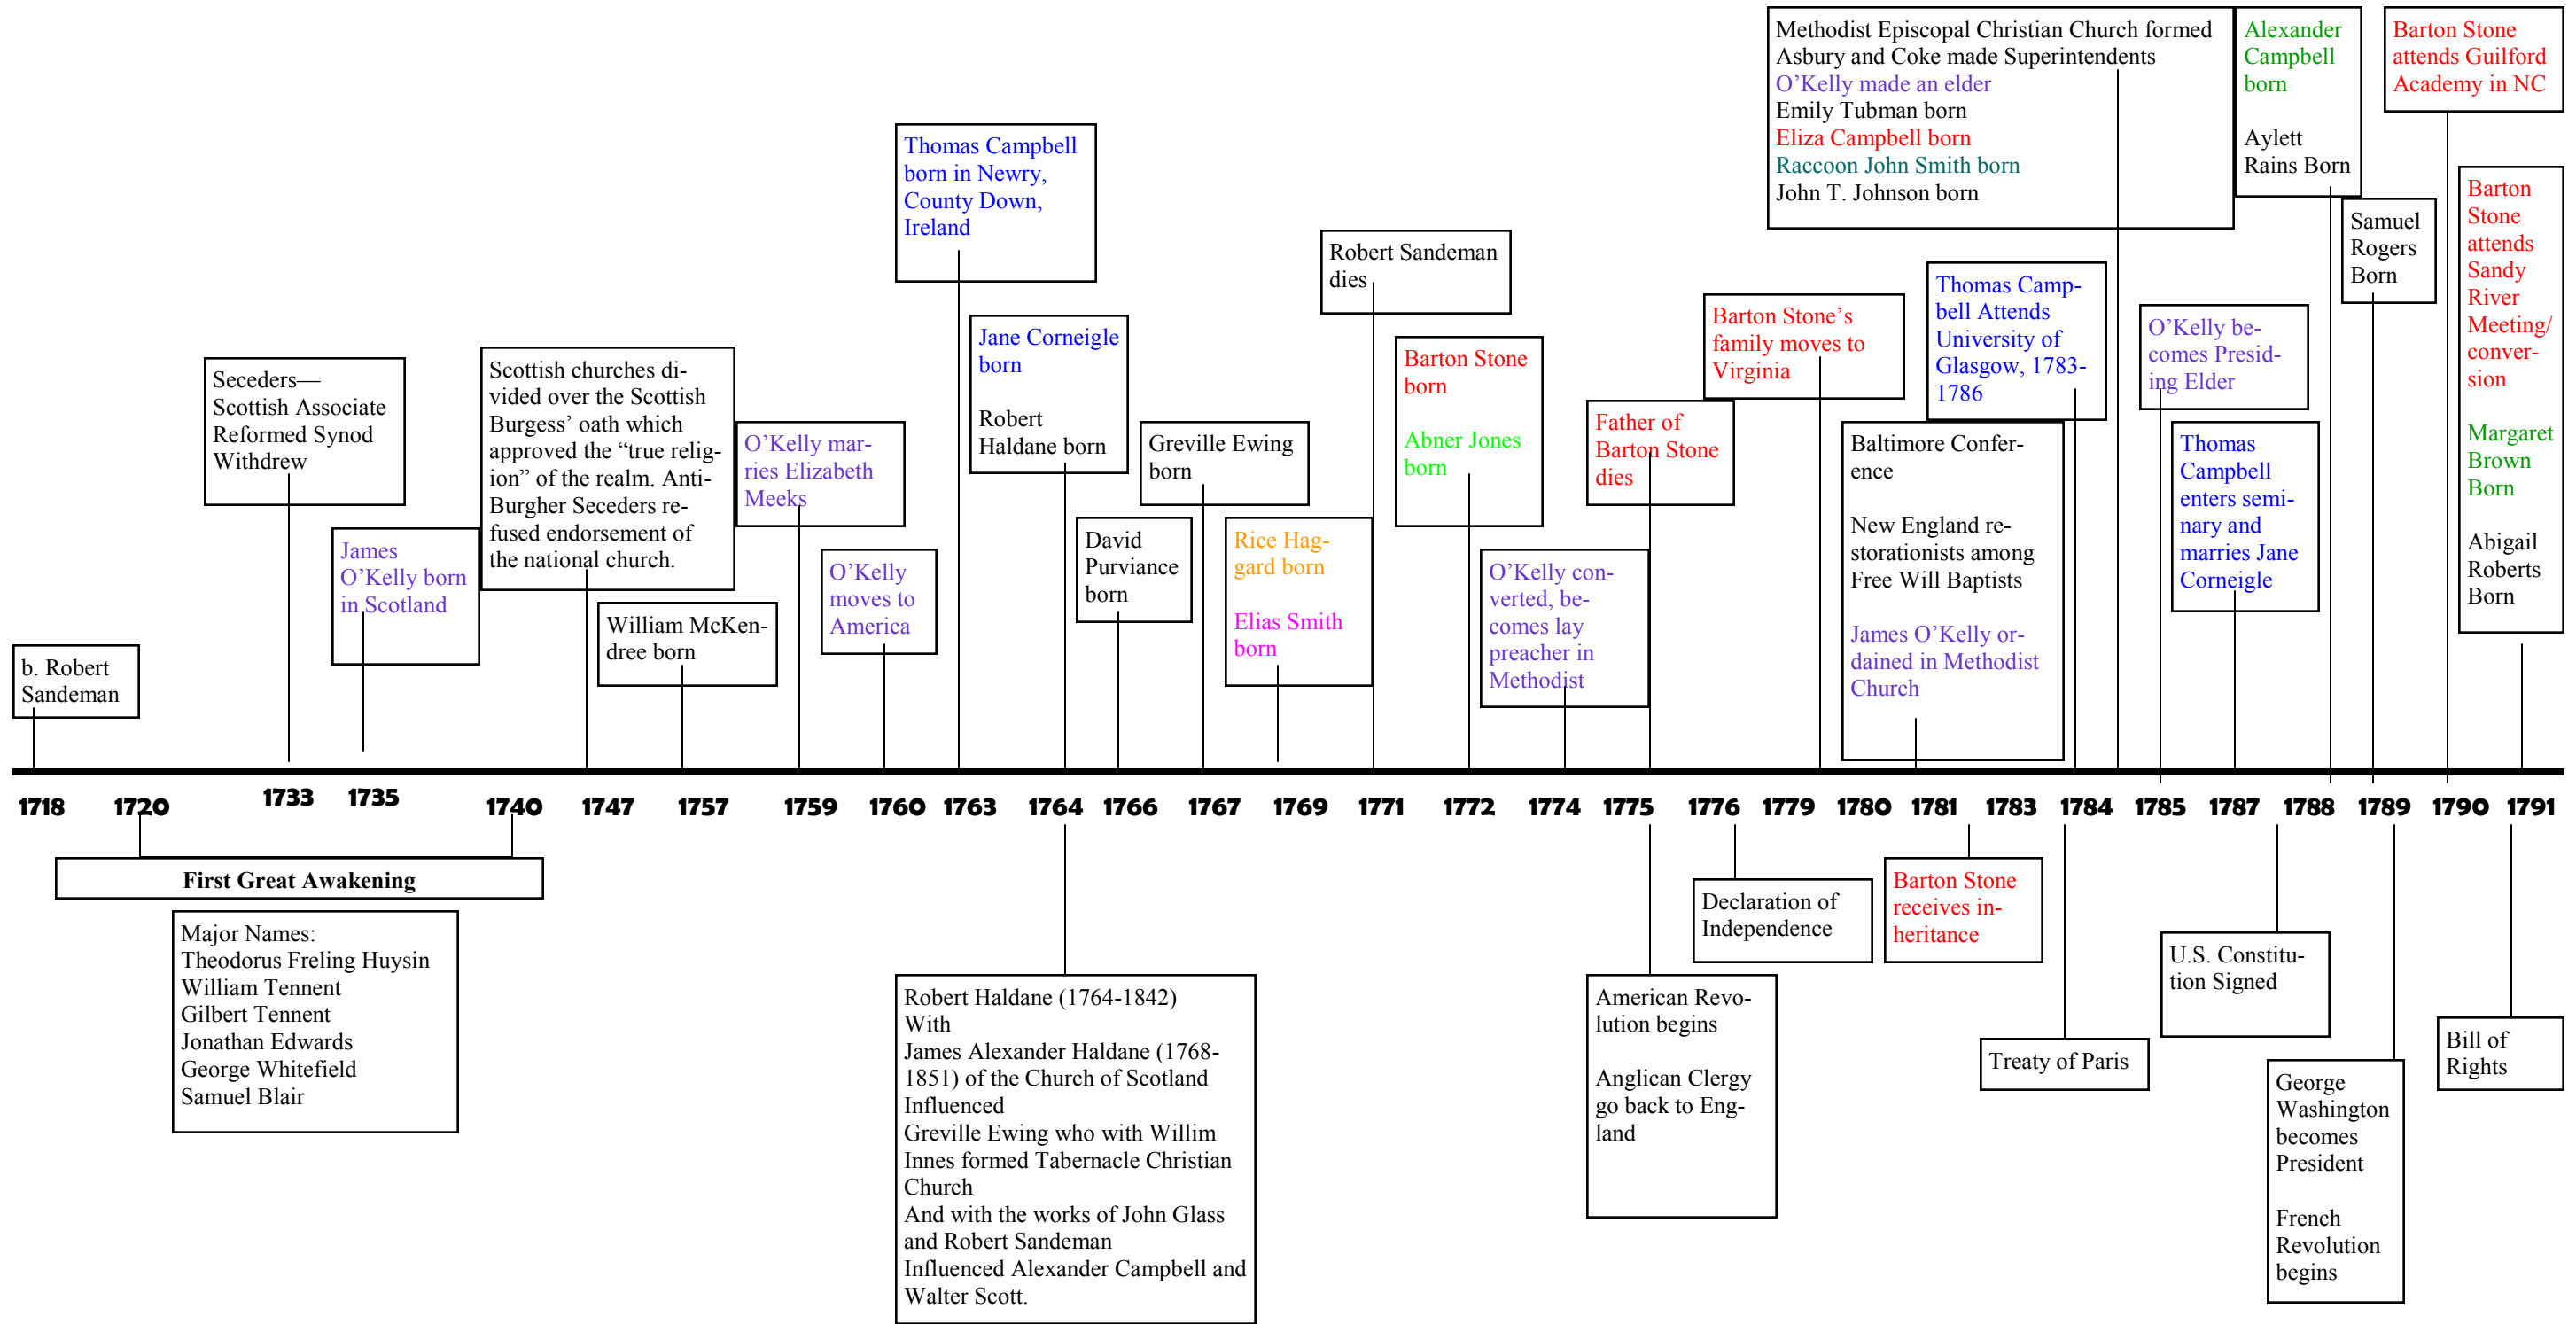 b. Robert
Sandeman
Seceders—
Scottish Associate
Reformed Synod
Withdrew
James
O’Kelly born
in Scotland
Scottish churches di-
vided over the Scottish
Burgess’ oath which
approved the “true relig-
ion” of the realm. Anti-
Burgher Seceders re-
fused endorsement of
the national church.
William McKen-
dree born
O’Kelly mar-
ries Elizabeth
Meeks
O’Kelly
moves to
America
Thomas Campbell
born in Newry,
County Down,
Ireland
Jane Corneigle
born
Robert
Haldane born
David
Purviance
born
Greville Ewing
born
Rice Hag-
gard born
Elias Smith
born
Robert Sandeman
dies
Barton Stone
born
Abner Jones
born
O’Kelly con-
verted, be-
comes lay
preacher in
Methodist
Father of
Barton Stone
dies
Barton Stone’s
family moves to
Virginia
Methodist Episcopal Christian Church formed
Asbury and Coke made Superintendents
O’Kelly made an elder
Emily Tubman born
Eliza Campbell born
Raccoon John Smith born
John T. Johnson born
Thomas Camp-
bell Attends
University of
Glasgow, 1783-
1786
Baltimore Confer-
ence
New England re-
storationists among
Free Will Baptists
James O’Kelly or-
dained in Methodist
Church
O’Kelly be-
comes Presid-
ing Elder
Thomas
Campbell
enters semi-
nary and
marries Jane
Corneigle
Alexander
Campbell
born
Aylett
Rains Born
Samuel
Rogers
Born
Barton Stone
attends Guilford
Academy in NC
Barton
Stone
attends
Sandy
River
Meeting/
conver-
sion
Margaret
Brown
Born
Abigail
Roberts
Born
1718 1720 1733 1735 1740 1747 1757 1759 1760 1763 1764 1766 1767 1769 1771 1772 1774 1775 1776 1779 1780 1781 1783 1784 1785 1787 1788 1789 1790 1791
First Great Awakening
Major Names:
Theodorus Freling Huysin
William Tennent
Gilbert Tennent
Jonathan Edwards
George Whitefield
Samuel Blair
Robert Haldane (1764-1842)
With
James Alexander Haldane (1768-
1851) of the Church of Scotland
Influenced
Greville Ewing who with Willim
Innes formed Tabernacle Christian
Church
And with the works of John Glass
and Robert Sandeman
Influenced Alexander Campbell and
Walter Scott.
American Revo-
lution begins
Anglican Clergy
go back to Eng-
land
Declaration of
Independence
Barton Stone
receives in-
heritance
Treaty of Paris
U.S. Constitu-
tion Signed
George
Washington
becomes
President
French
Revolution
begins
Bill of
Rights